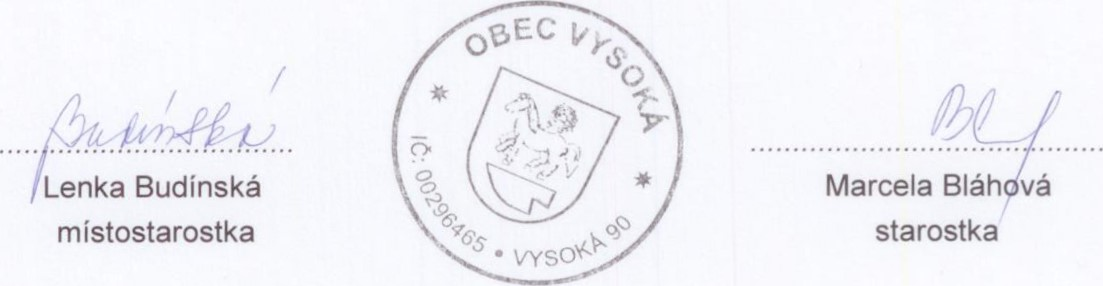 Budínská
Lenka Budínská
místostarostka
OBEC VYSOKÁ
IČ: 00296465 • VYSOKÁ 90
Marcela Bláhová
starostka